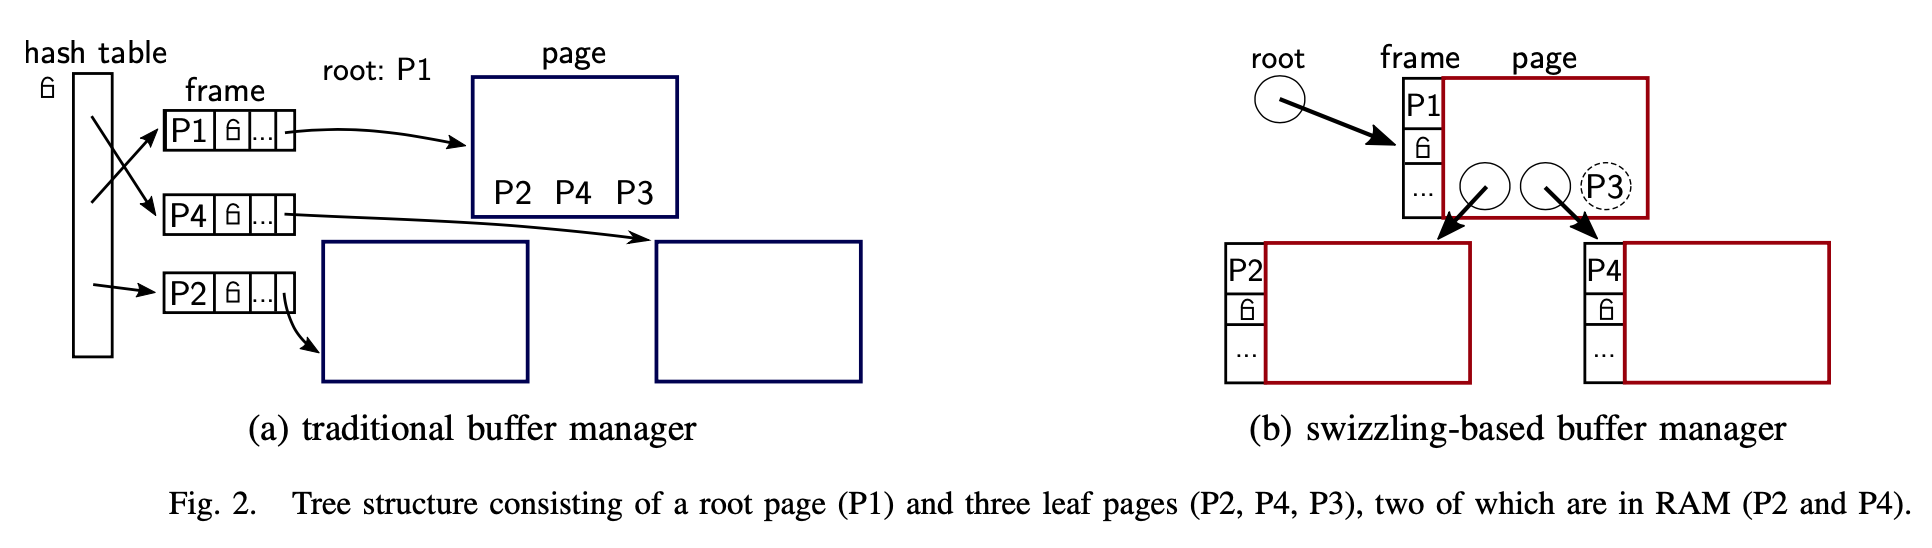 hash table
frame
root: P1
page
P1 ...
P4 ...
P2 ...
P2 P4 P3
(a) traditional buffer manager
root
frame
page
P1
...
P3
P2
...
P4
...
(b) swizzling-based buffer manager
Fig. 2. Tree structure consisting of a root page (P1) and three leaf pages (P2, P4, P3), two of which are in RAM (P2 and P4).